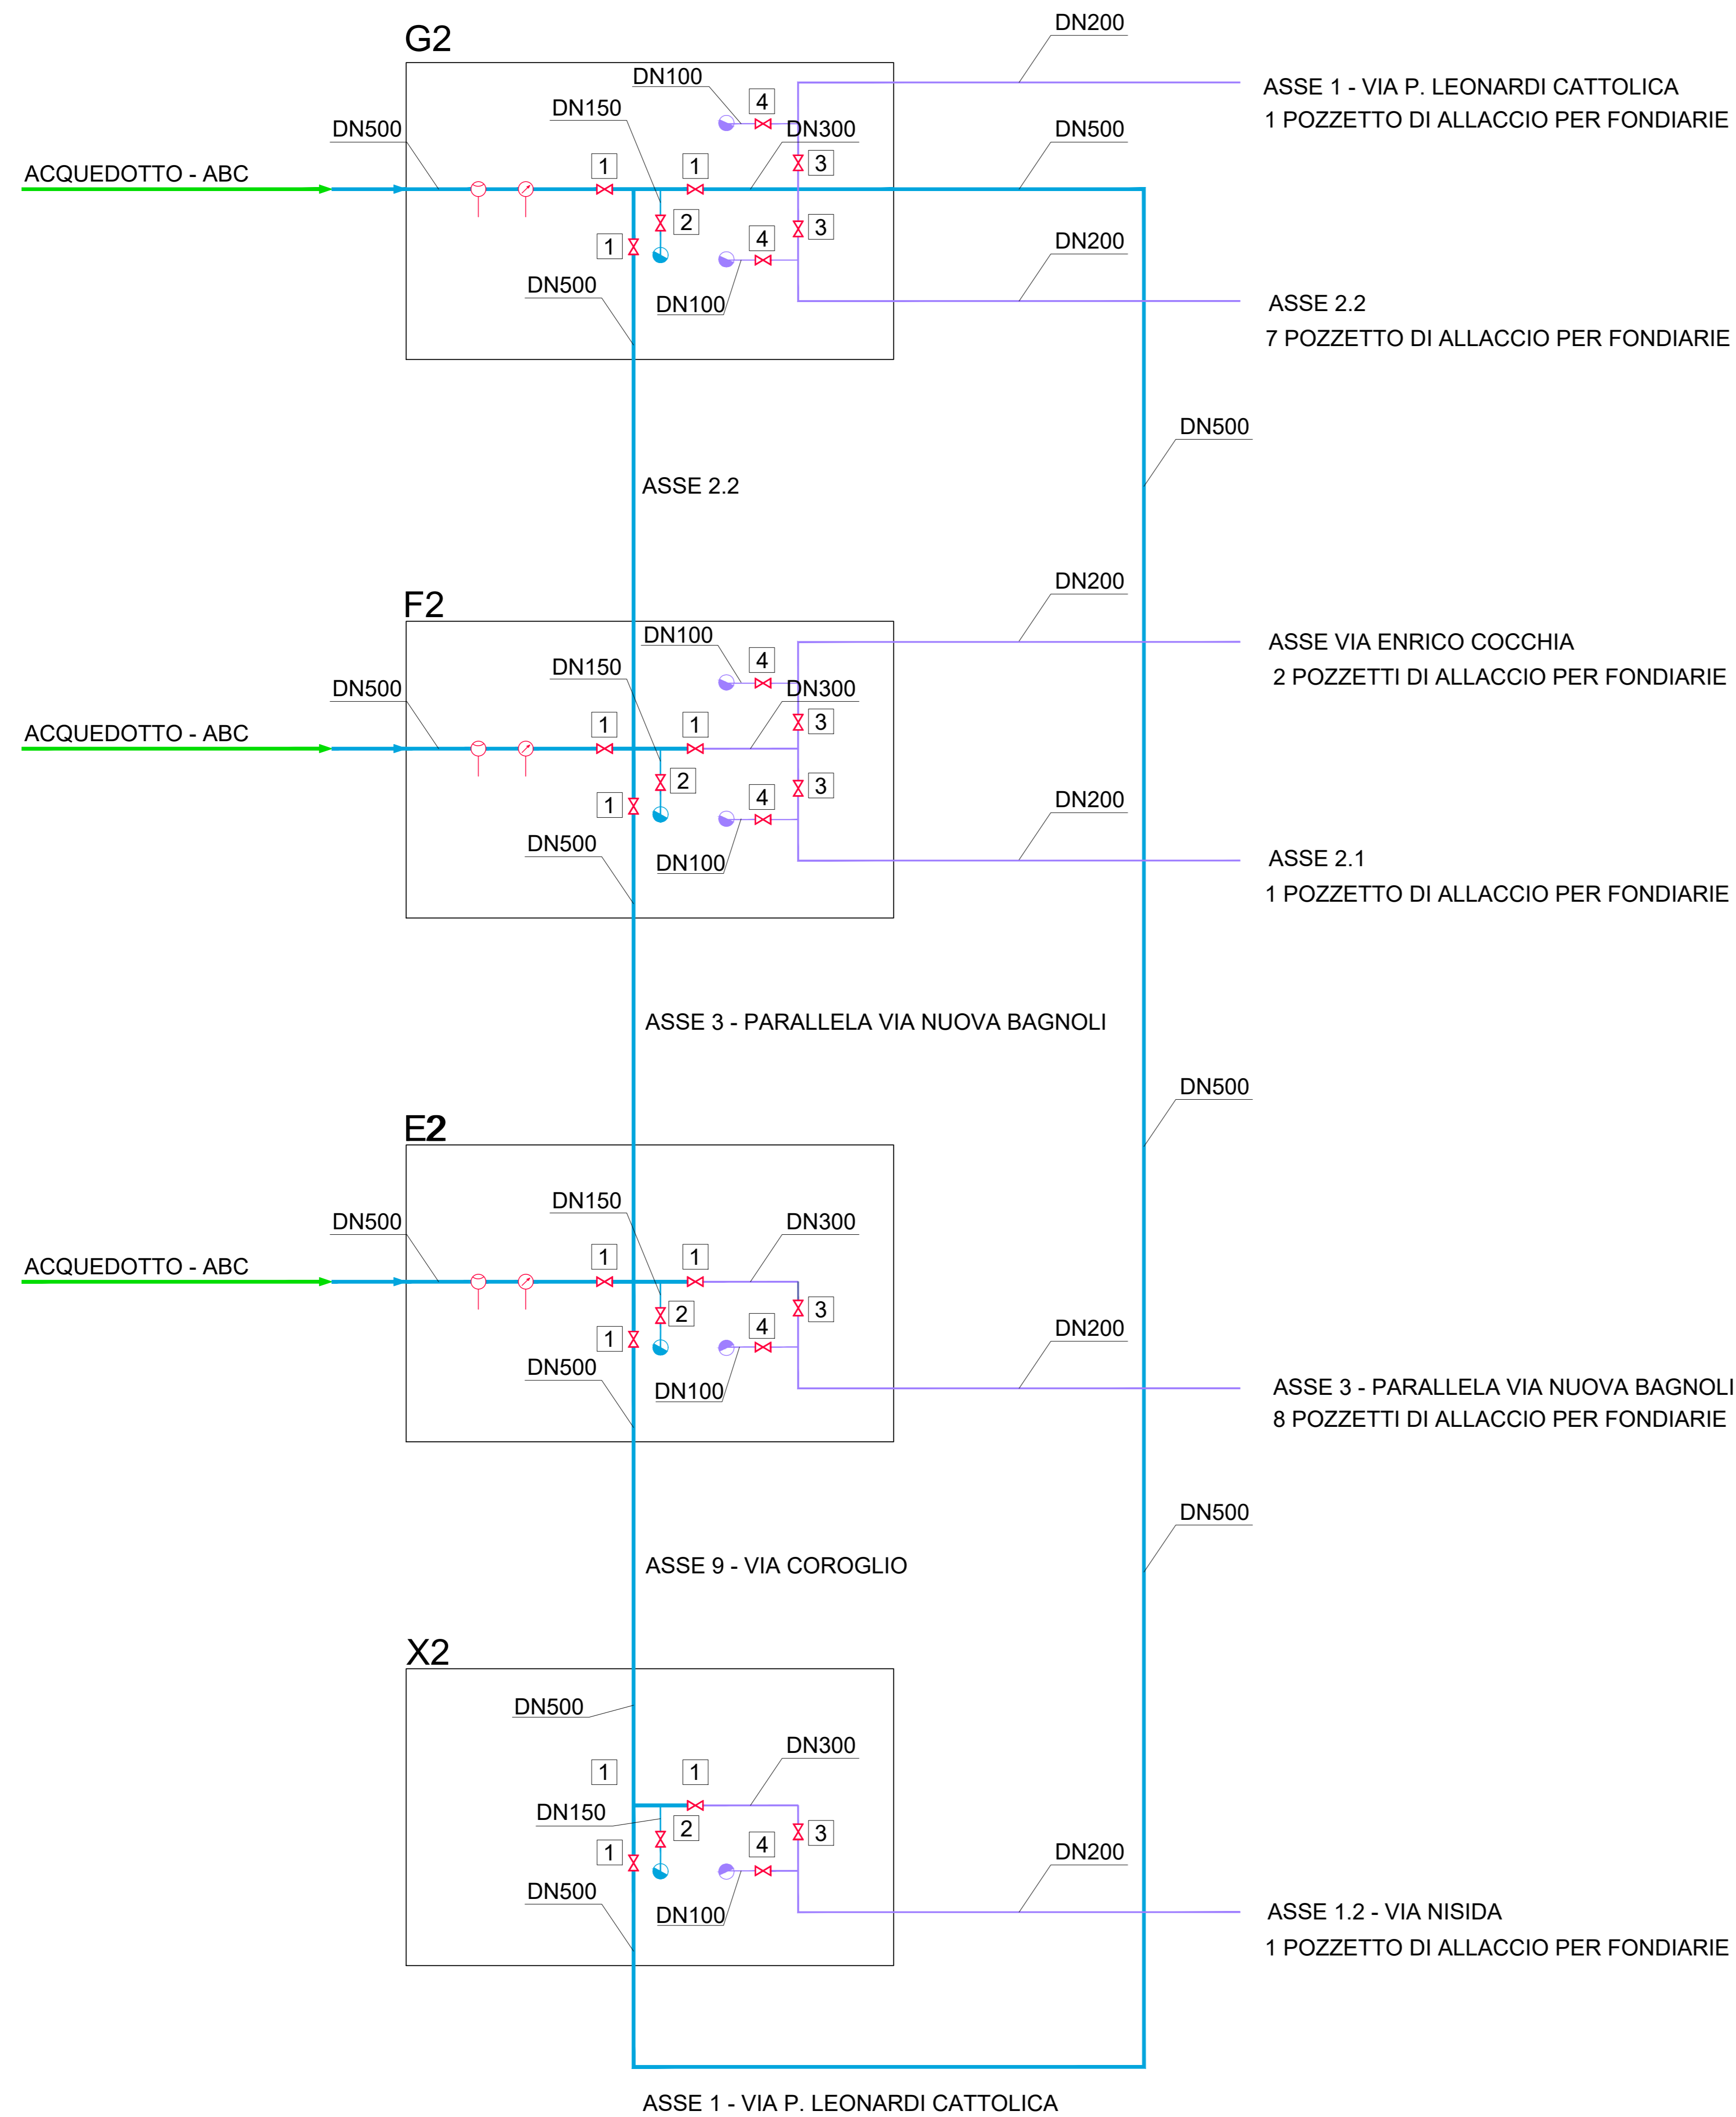 G2
DN200
DN100
4
ASSE 1 - VIA P. LEONARDI CATTOLICA
DN150
1 POZZETTO DI ALLACCIO PER FONDIARIE
DN500
DN300
DN500
ACQUEDOTTO - ABC
1
1
3
2
3
1
4
DN200
DN500
DN100
ASSE 2.2
7 POZZETTO DI ALLACCIO PER FONDIARIE
DN500
ASSE 2.2
F2
DN200
DN100
4
ASSE VIA ENRICO COCCHIA
DN150
2 POZZETTI DI ALLACCIO PER FONDIARIE
DN500
DN300
ACQUEDOTTO - ABC
1
1
3
2
3
1
4
DN200
DN500
DN100
ASSE 2.1
1 POZZETTO DI ALLACCIO PER FONDIARIE
ASSE 3 - PARALLELA VIA NUOVA BAGNOLI
DN500
E2
DN150
DN500
DN300
ACQUEDOTTO - ABC
1
1
2
3
1
4
DN200
DN500
DN100
ASSE 3 - PARALLELA VIA NUOVA BAGNOLI
8 POZZETTI DI ALLACCIO PER FONDIARIE
DN500
ASSE 9 - VIA COROGLIO
X2
DN500
DN300
1
1
DN150
2
3
1
4
DN200
DN500
DN100
ASSE 1.2 - VIA NISIDA
1 POZZETTO DI ALLACCIO PER FONDIARIE
ASSE 1 - VIA P. LEONARDI CATTOLICA